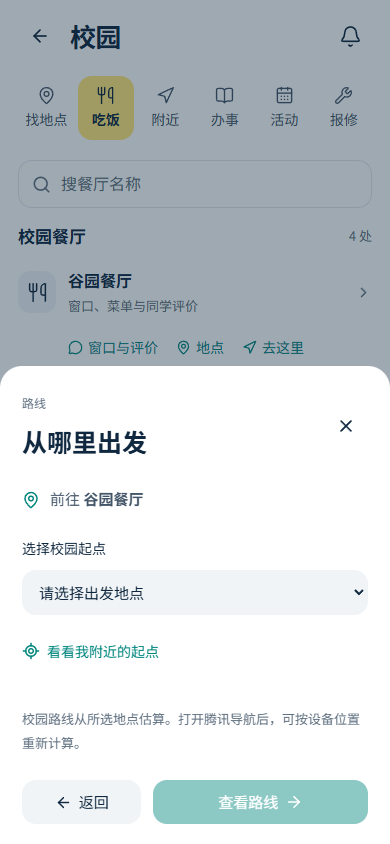 校园
找地点
吃饭
附近
办事
活动
报修
搜餐厅名称
校园餐厅
4 处
谷园餐厅
窗口、菜单与同学评价
窗口与评价
地点
去这里
路线
从哪里出发
前往 谷园餐厅
选择校园起点
请选择出发地点
看看我附近的起点
校园路线从所选地点估算。打开腾讯导航后，可按设备位置
重新计算。
返回
查看路线